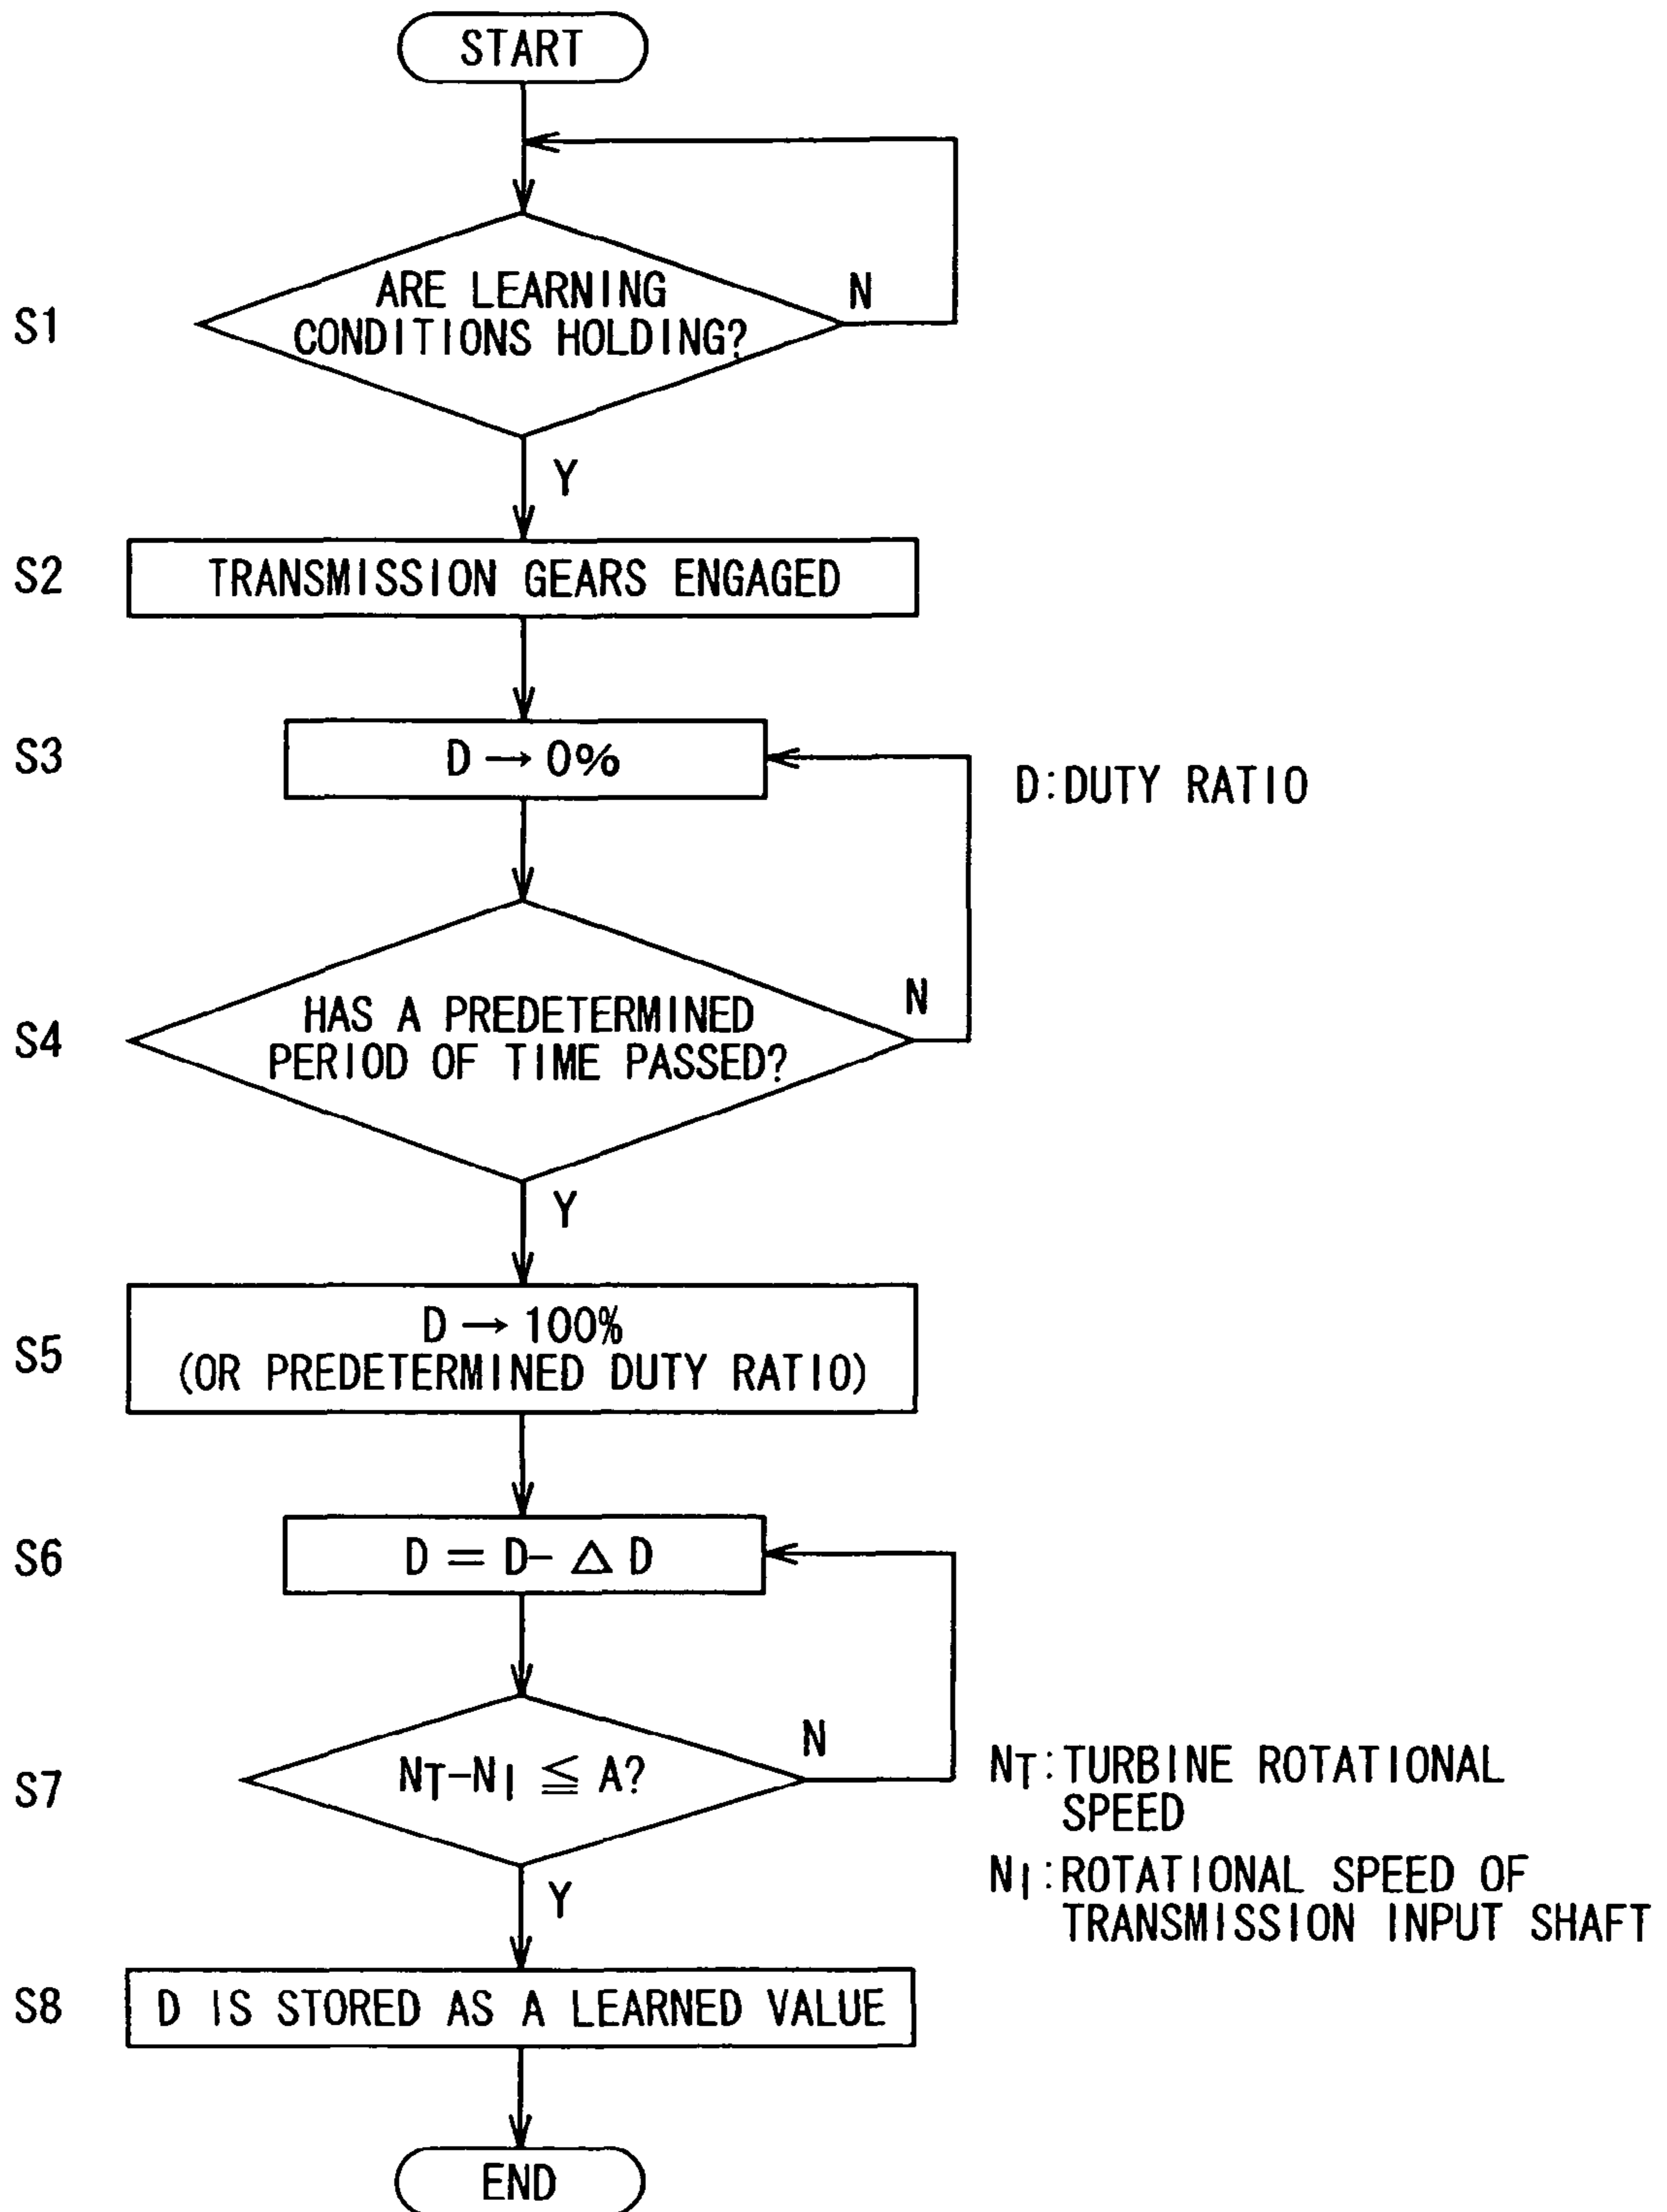 START
ARE LEARNING
CONDITIONS HOLDING?
N
S1
Y
S2
TRANSMISSION GEARS ENGAGED
S3
D → 0%
D:DUTY RATIO
HAS A PREDETERMINED
PERIOD OF TIME PASSED?
N
S4
Y
S5
D → 100%
(OR PREDETERMINED DUTY RATIO)
S6
D = D- △ D
N
S7
NT-NI ≦ A?
NT:TURBINE ROTATIONAL
SPEED
NI:ROTATIONAL SPEED OF
TRANSMISSION INPUT SHAFT
Y
S8
D IS STORED AS A LEARNED VALUE
END